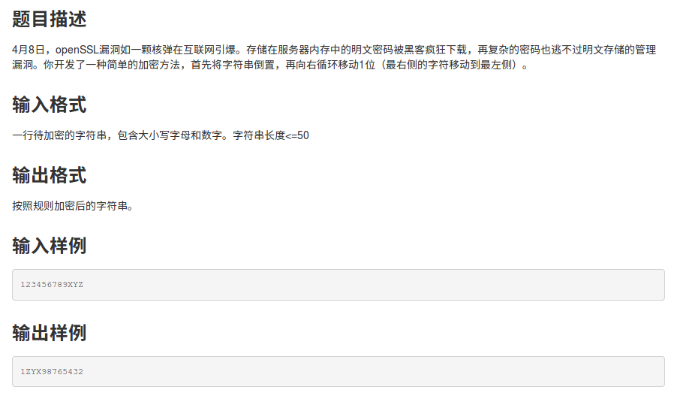 题目描述
4月8日，openSSL漏洞如一颗核弹在互联网引爆。存储在服务器内存中的明文密码被黑客疯狂下载，再复杂的密码也逃不过明文存储的管理
漏洞。你开发了一种简单的加密方法，首先将字符串倒置，再向右循环移动1位（最右侧的字符移动到最左侧）。
输入格式
一行待加密的字符串，包含大小写字母和数字。字符串长度<=50
输出格式
按照规则加密后的字符串。
输入样例
123456789XYZ
输出样例
1ZYX98765432